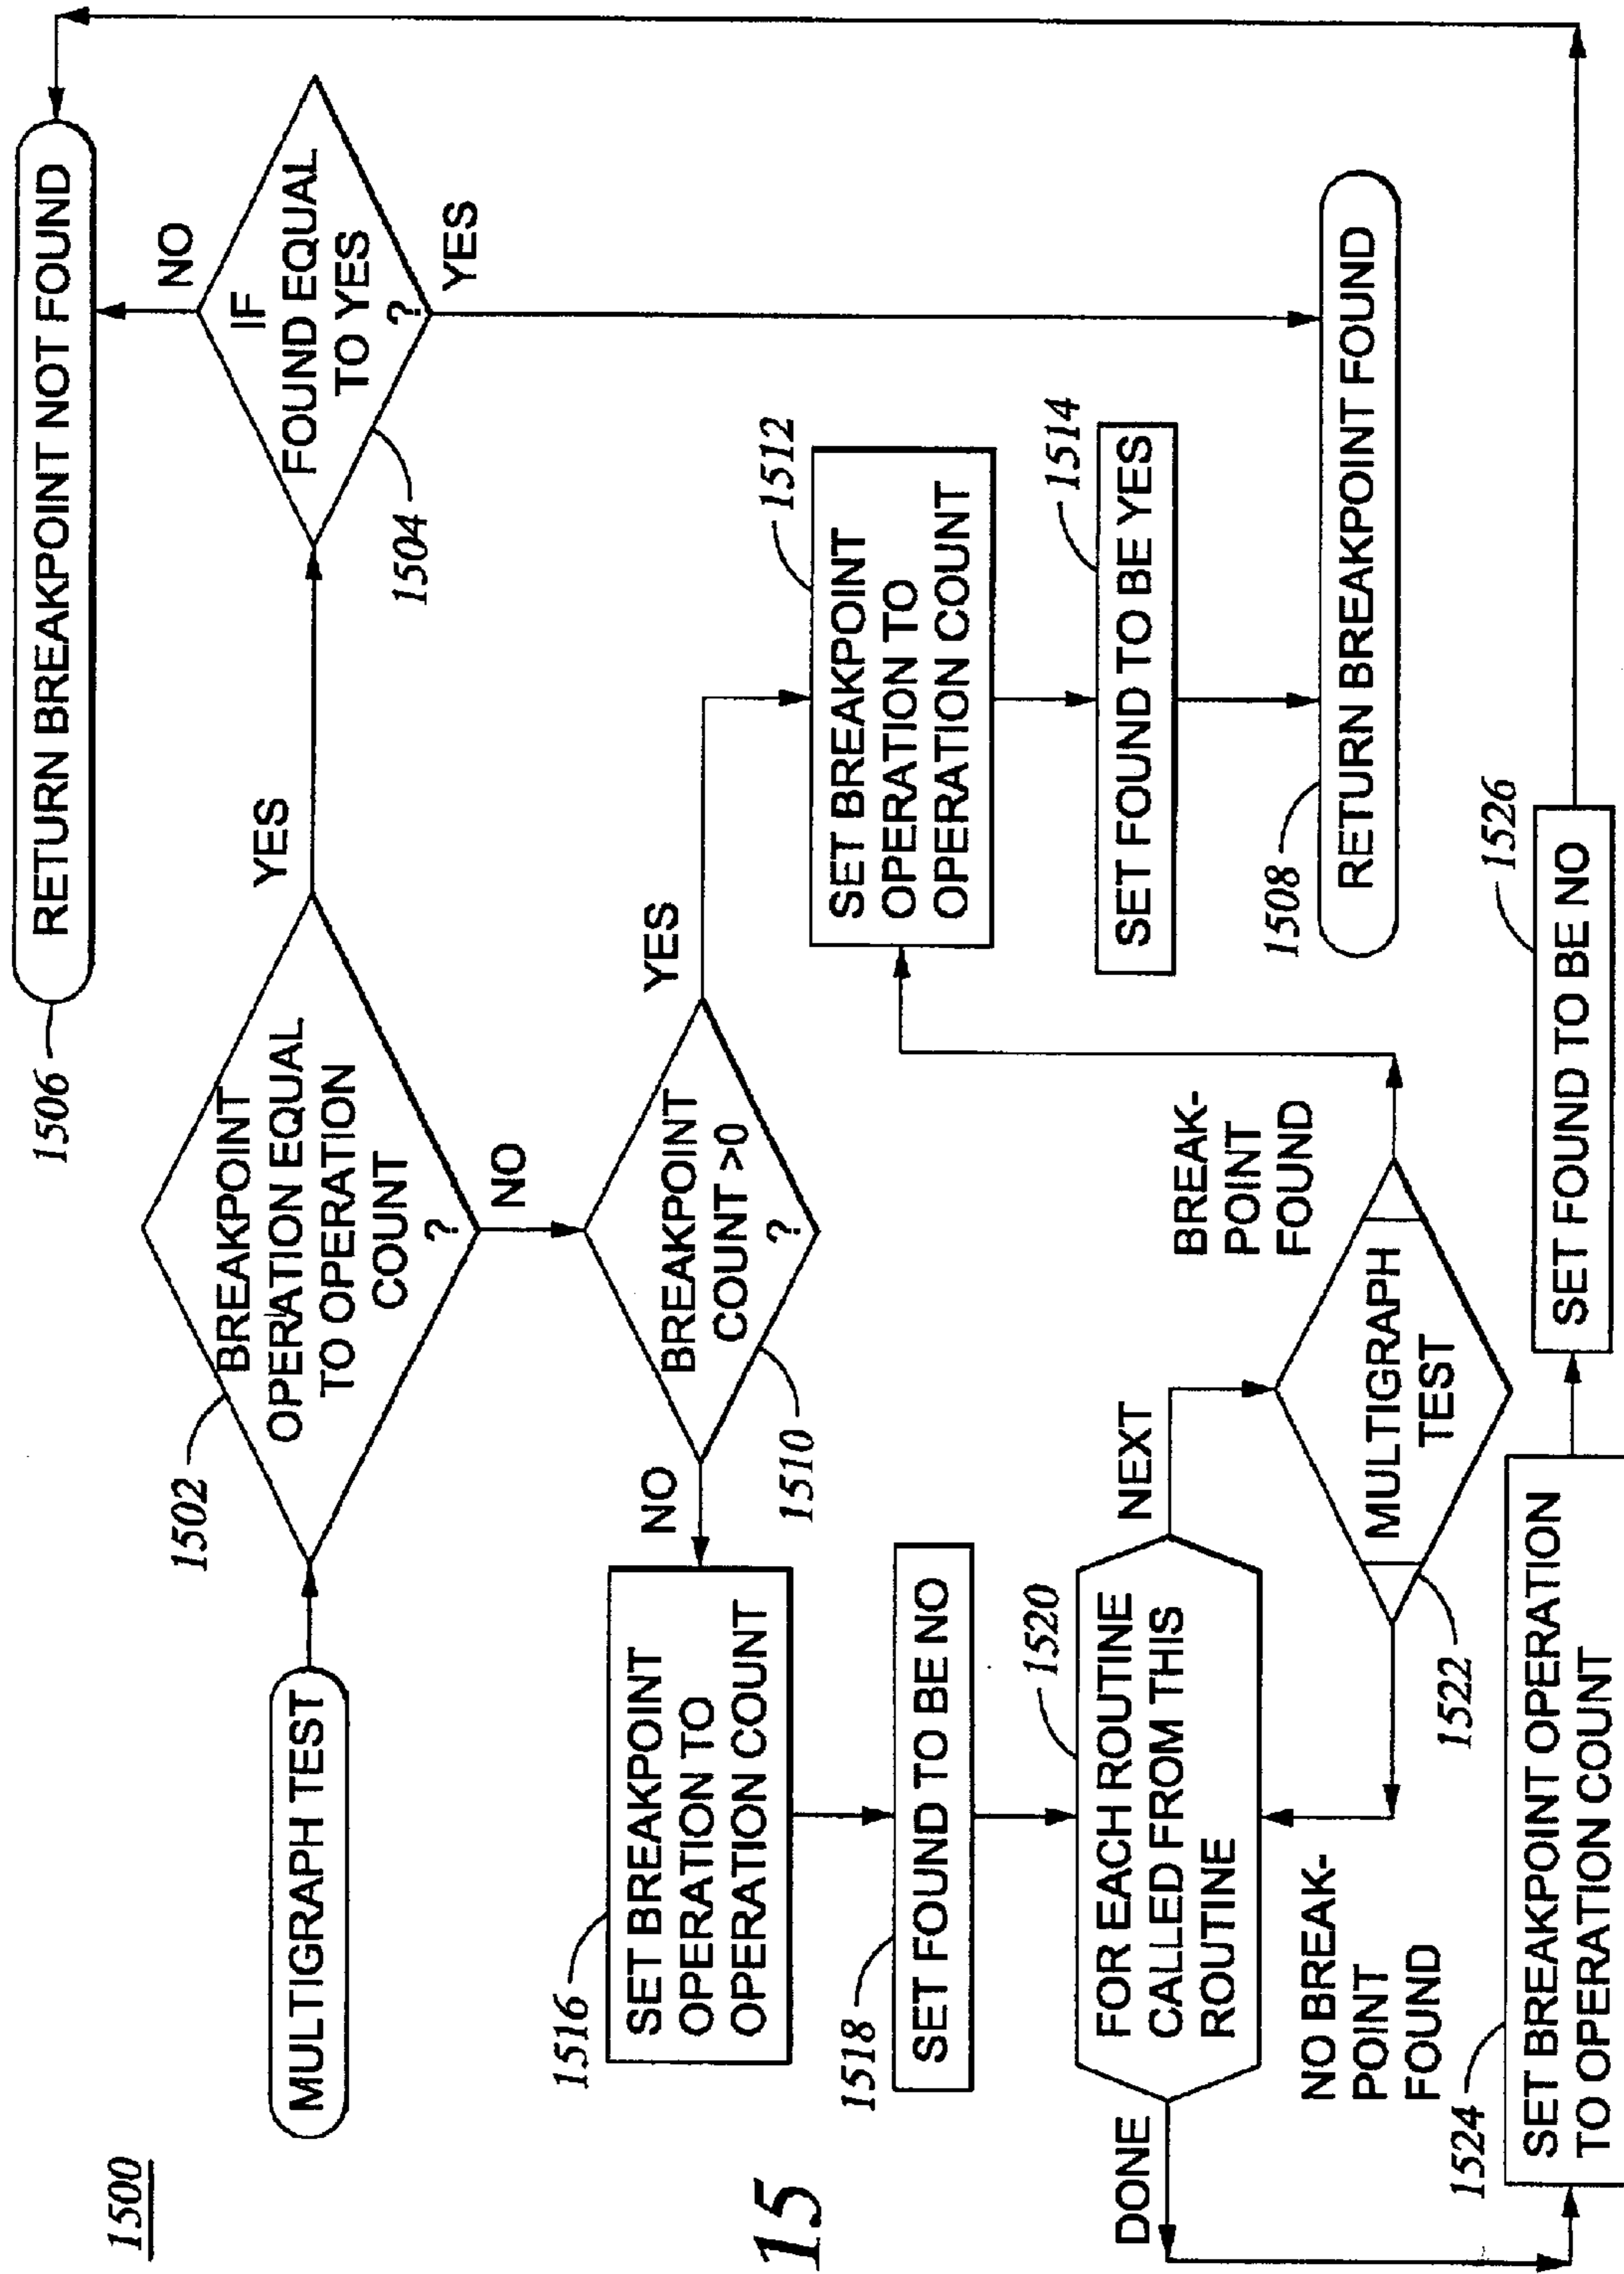 1500
MULTIGRAPH TEST
1502
BREAKPOINT
OPERATION EQUAL
TO OPERATION
COUNT
?
YES
NO
1504
IF
FOUND EQUAL
TO YES
?
NO
YES
1506
RETURN BREAKPOINT NOT FOUND
1510
BREAKPOINT
COUNT >0
?
YES
NO
1512
SET BREAKPOINT
OPERATION TO
OPERATION COUNT
1514
SET FOUND TO BE YES
1508
RETURN BREAKPOINT FOUND
1516
SET BREAKPOINT
OPERATION TO
OPERATION COUNT
1518
SET FOUND TO BE NO
1520
FOR EACH ROUTINE
CALLED FROM THIS
ROUTINE
NEXT
DONE
1522
MULTIGRAPH
TEST
BREAK-
POINT
FOUND
NO BREAK-
POINT
FOUND
1524
SET BREAKPOINT OPERATION
TO OPERATION COUNT
1526
SET FOUND TO BE NO
15